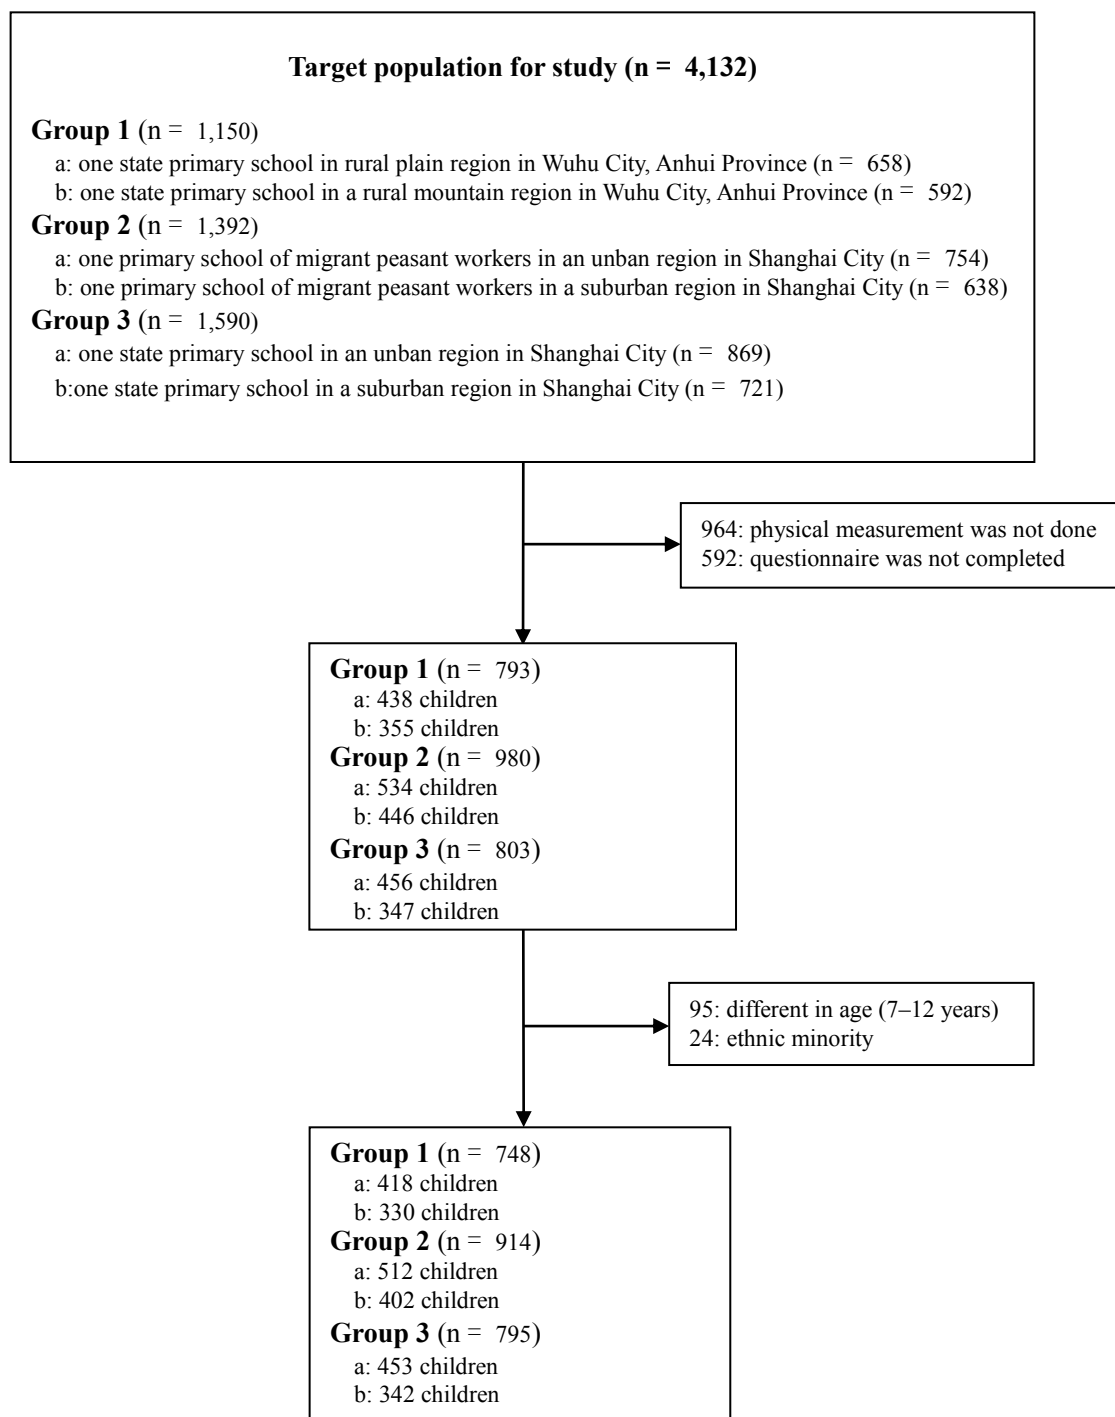 Target population for study (n = 4,132)
Group 1 (n = 1,150)
a: one state primary school in rural plain region in Wuhu City, Anhui Province (n = 658)
b: one state primary school in a rural mountain region in Wuhu City, Anhui Province (n = 592)
Group 2 (n = 1,392)
a: one primary school of migrant peasant workers in an unban region in Shanghai City (n = 754)
b: one primary school of migrant peasant workers in a suburban region in Shanghai City (n = 638)
Group 3 (n = 1,590)
a: one state primary school in an unban region in Shanghai City (n = 869)
b:one state primary school in a suburban region in Shanghai City (n = 721)
964: physical measurement was not done
592: questionnaire was not completed
Group 1 (n = 793)
a: 438 children
b: 355 children
Group 2 (n = 980)
a: 534 children
b: 446 children
Group 3 (n = 803)
a: 456 children
b: 347 children
95: different in age (7–12 years)
24: ethnic minority
Group 1 (n = 748)
a: 418 children
b: 330 children
Group 2 (n = 914)
a: 512 children
b: 402 children
Group 3 (n = 795)
a: 453 children
b: 342 children